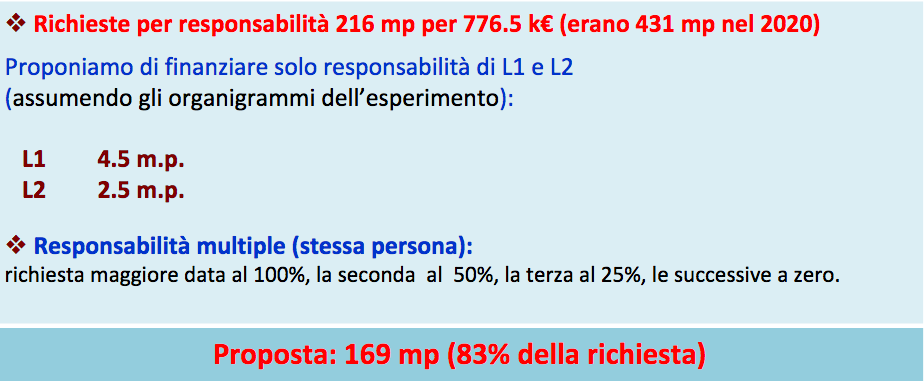 ❖ Richieste per responsabilità 216 mp per 776.5 k€ (erano 431 mp nel 2020)
Proponiamo di finanziare solo responsabilità di L1 e L2
(assumendo gli organigrammi dell’esperimento):
L1 4.5 m.p.
L2 2.5 m.p.
❖ Responsabilità multiple (stessa persona):
richiesta maggiore data al 100%, la seconda al 50%, la terza al 25%, le successive a zero.
Proposta: 169 mp (83% della richiesta)